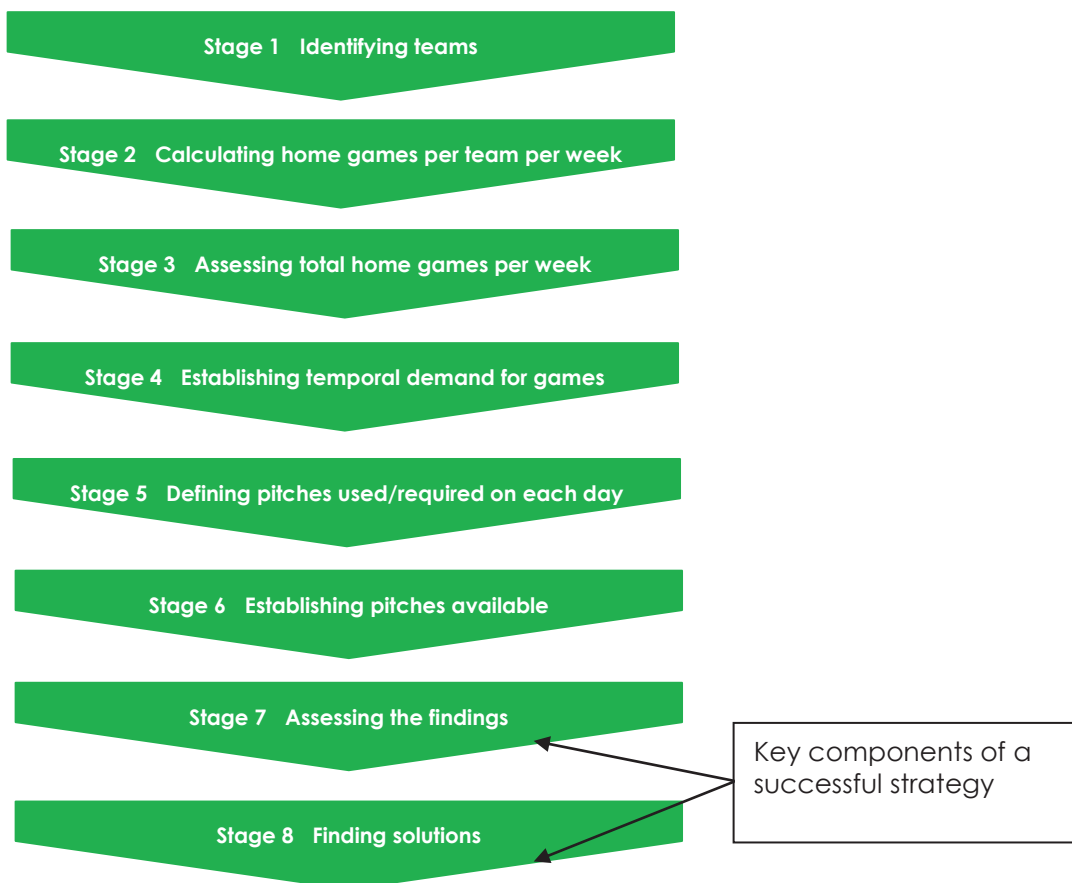 Stage 1 Identifying teams
Stage 2 Calculating home games per team per week
Stage 3 Assessing total home games per week
Stage 4 Establishing temporal demand for games
Stage 5 Defining pitches used/required on each day
Stage 6 Establishing pitches available
Stage 7 Assessing the findings
Key components of a
successful strategy
Stage 8 Finding solutions